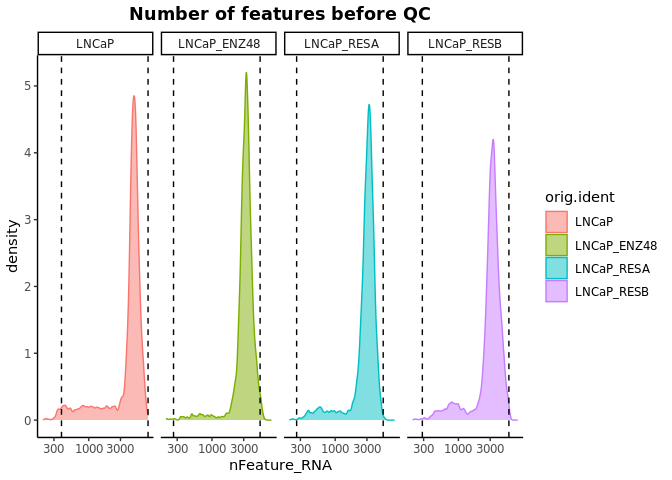 Number of features before QC
LNCaP LNCaP_ENZ48 LNCaP_RESA LNCaP_RESB
5
4
3
2
1
0
density
300 1000 3000 300 1000 3000 300 1000 3000 300 1000 3000
nFeature_RNA
orig.ident
LNCaP
LNCaP_ENZ48
LNCaP_RESA
LNCaP_RESB